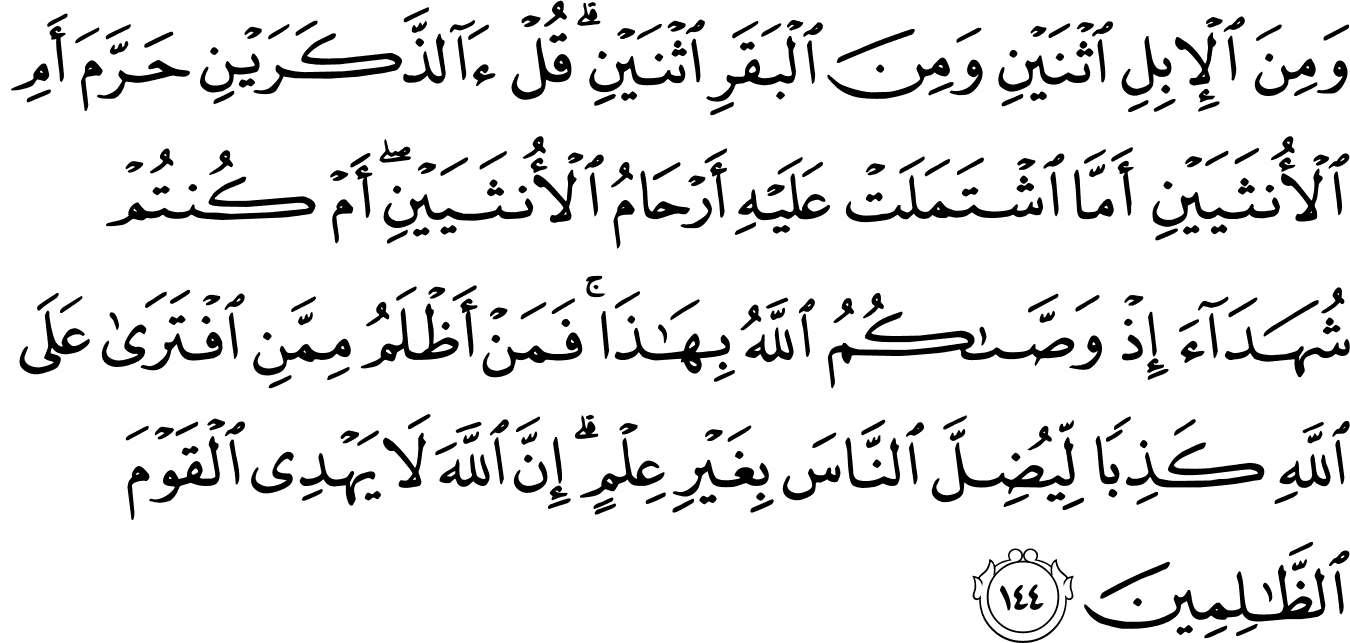 وَمِنَ ٱلْإِبِلِ ٱثْنَيْنِ وَمِنَ ٱلْبَقَرِ ٱثْنَيْنِ ۗ قُلْ ءَآلذَّكَرَيْنِ حَرَّمَ أَمِ
ٱلْأُنثَيَيْنِ أَمَّا ٱشْتَمَلَتْ عَلَيْهِ أَرْحَامُ ٱلْأُنثَيَيْنِ ۖ أَمْ كُنتُمْ
شُهَدَآءَ إِذْ وَصَّىٰكُمُ ٱللَّهُ بِهَـٰذَا ۚ فَمَنْ أَظْلَمُ مِمَّنِ ٱفْتَرَىٰ عَلَى
ٱللَّهِ كَذِبًا لِّيُضِلَّ ٱلنَّاسَ بِغَيْرِ عِلْمٍ ۗ إِنَّ ٱللَّهَ لَا يَهْدِى ٱلْقَوْمَ
ٱلظَّـٰلِمِينَ ١٤٤